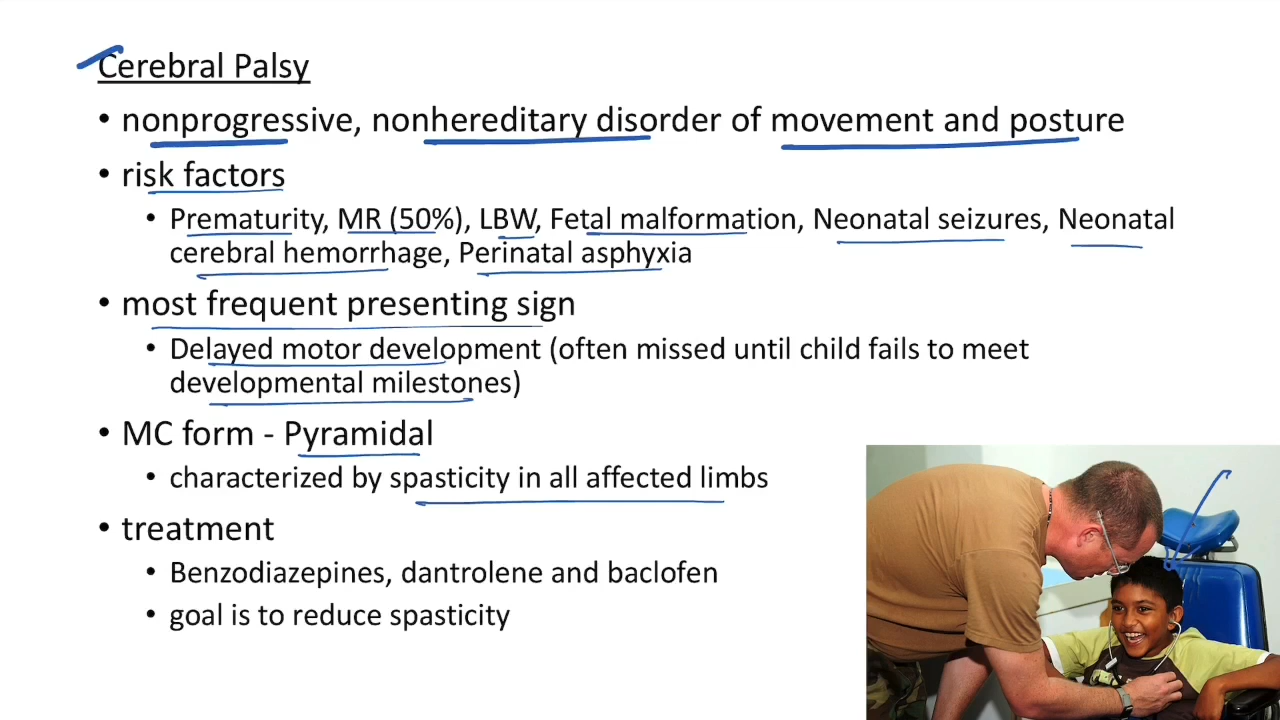 Cerebral Palsy
• nonprogressive, nonhereditary disorder of movement and posture
• risk factors
• Prematurity, MR (50%), LBW, Fetal malformation, Neonatal seizures, Neonatal
cerebral hemorrhage, Perinatal asphyxia
• most frequent presenting sign
• Delayed motor development (often missed until child fails to meet
developmental milestones)
• MC form - Pyramidal
• characterized by spasticity in all affected limbs
• treatment
• Benzodiazepines, dantrolene and baclofen
• goal is to reduce spasticity